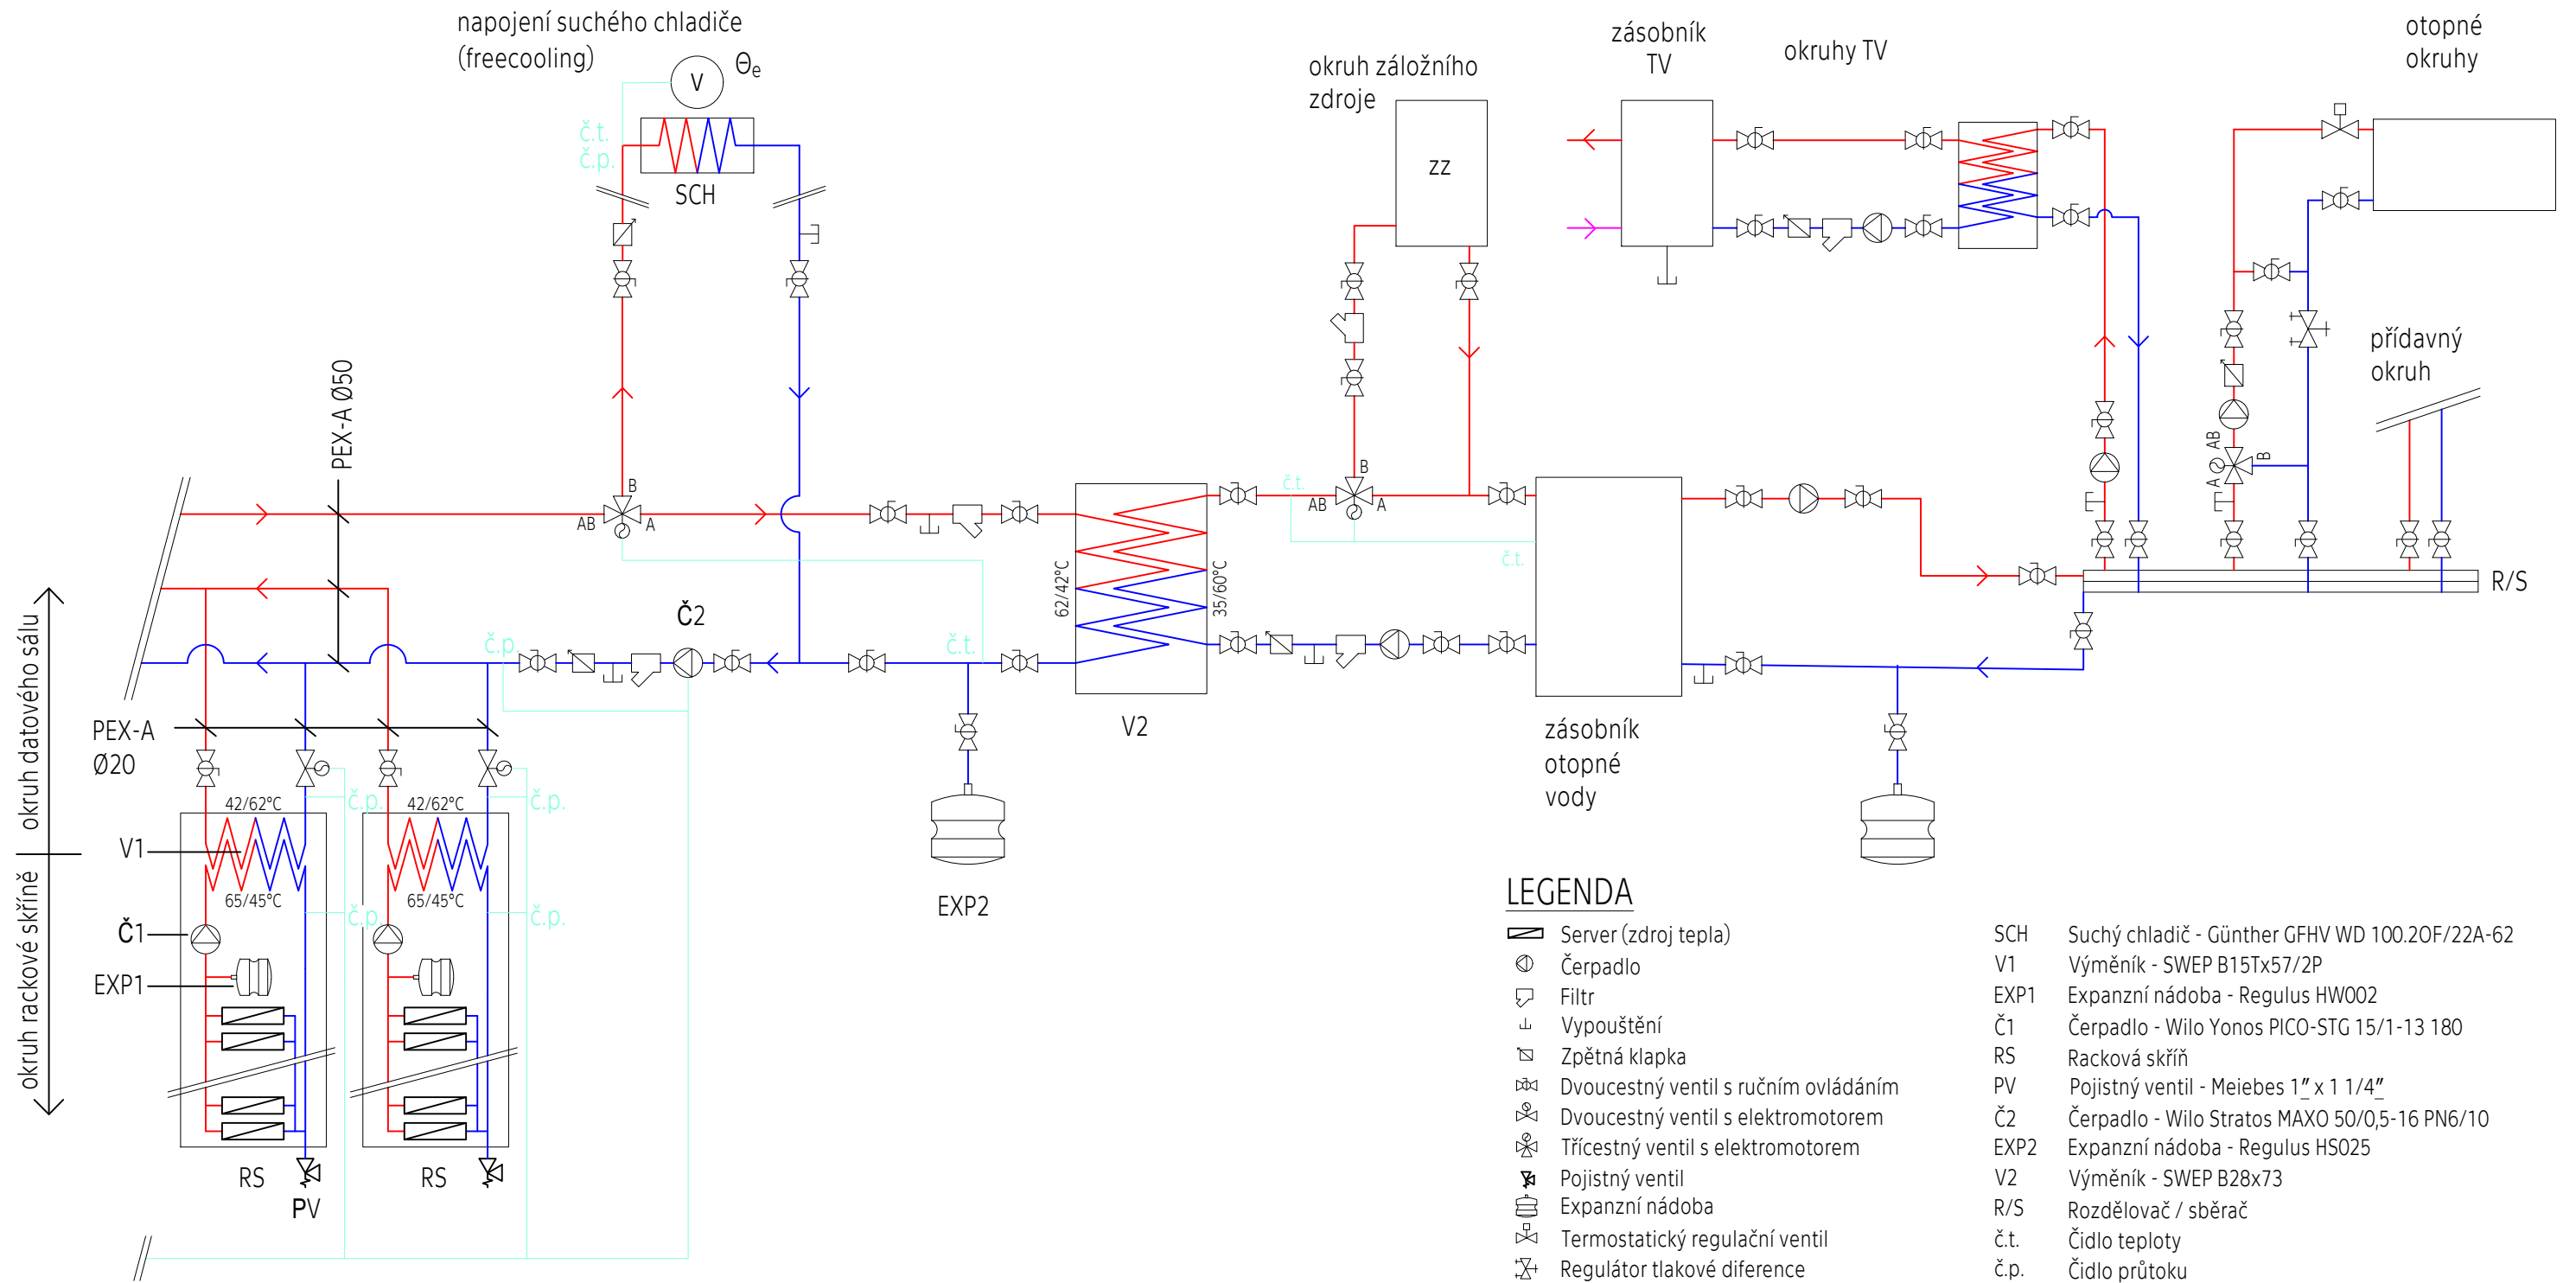 napojení suchého chladiče
(freecooling)
V
Θe
č.t.
č.p.
SCH
okruh záložního
zdroje
zz
zásobník
TV
okruhy TV
otopné
okruhy
přídavný
okruh
PEX-A Ø50
B
AB
A
B
AB
A
č.t.
č.t.
AB
A
B
R/S
62/42°C
35/60°C
V2
č.p.
Č2
č.t.
EXP2
zásobník
otopné
vody
okruh datového sálu
okruh rackové skříně
PEX-A
Ø20
42/62°C
č.p.
42/62°C
č.p.
V1
65/45°C
č.p.
65/45°C
č.p.
Č1
EXP1
RS
RS
PV
LEGENDA
Server (zdroj tepla)
Čerpadlo
Filtr
Vypouštění
Zpětná klapka
Dvoucestný ventil s ručním ovládáním
Dvoucestný ventil s elektromotorem
Třícestný ventil s elektromotorem
Pojistný ventil
Expanzní nádoba
Termostatický regulační ventil
Regulátor tlakové diference
SCH Suchý chladič - Günther GFHV WD 100.2OF/22A-62
V1 Výměník - SWEP B15Tx57/2P
EXP1 Expanzní nádoba - Regulus HW002
Č1 Čerpadlo - Wilo Yonos PICO-STG 15/1-13 180
RS Racková skříň
PV Pojistný ventil - Meiebes 1" x 1 1/4"
Č2 Čerpadlo - Wilo Stratos MAXO 50/0,5-16 PN6/10
EXP2 Expanzní nádoba - Regulus HS025
V2 Výměník - SWEP B28x73
R/S Rozdělovač / sběrač
č.t. Čidlo teploty
č.p. Čidlo průtoku